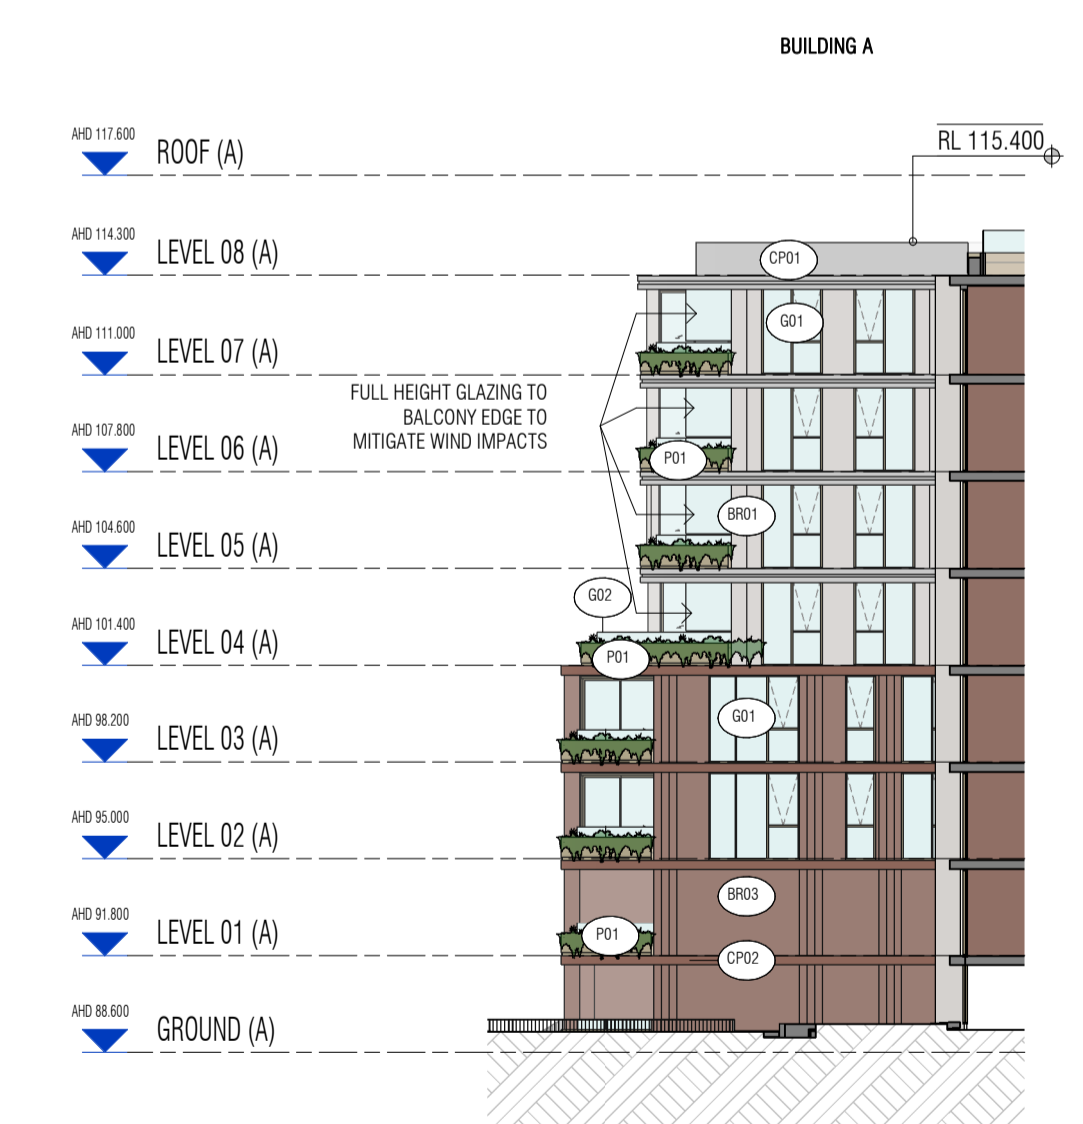 BUILDING A
AHD 117.600
ROOF (A)
RL 115.400
AHD 114.300
LEVEL 08 (A)
CP01
G01
AHD 111.000
LEVEL 07 (A)
FULL HEIGHT GLAZING TO
BALCONY EDGE TO
MITIGATE WIND IMPACTS
AHD 107.800
LEVEL 06 (A)
P01
BR01
AHD 104.600
LEVEL 05 (A)
G02
AHD 101.400
LEVEL 04 (A)
P01
G01
AHD 98.200
LEVEL 03 (A)
AHD 95.000
LEVEL 02 (A)
BR03
AHD 91.800
LEVEL 01 (A)
P01
CP02
AHD 88.600
GROUND (A)